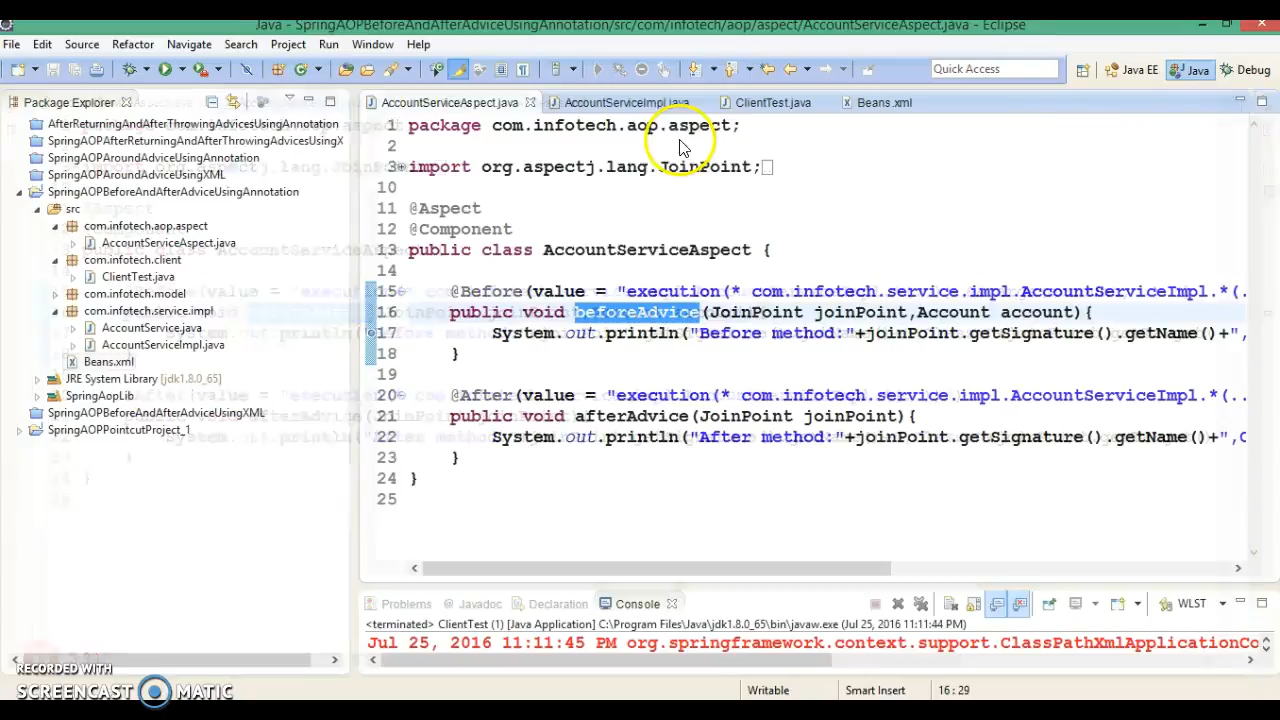 Java - SpringAOPBeforeAndAfterAdviceUsingAnnotation/src/com/infotech/aop/aspect/AccountServiceAspect.java - Eclipse
File Edit Source Refactor Navigate Search Project Run Window Help
Quick Access
Java EE
Java
Debug
Package Explorer
AfterReturningAndAfterThrowingAdvicesUsingAnnotation
SpringAOPAfterReturningAndAfterThrowingAdvicesUsingX
SpringAOPAroundAdviceUsingAnnotation
SpringAOPAroundAdviceUsingXML
SpringAOPBeforeAndAfterAdviceUsingAnnotation
src
com.infotech.aop.aspect
AccountServiceAspect.java
com.infotech.client
ClientTest.java
com.infotech.model
com.infotech.service.impl
AccountService.java
AccountServiceImpl.java
Beans.xml
JRE System Library [jdk1.8.0_65]
SpringAopLib
SpringAOPBeforeAndAfterAdviceUsingXML
SpringAOPPointcutProject_1
AccountServiceAspect.java
AccountServiceImpl.java
ClientTest.java
Beans.xml
1 package com.infotech.aop.aspect;
2
3 import org.aspectj.lang.JoinPoint;
10
11 @Aspect
12 @Component
13 public class AccountServiceAspect {
14
15 @Before(value = "execution(* com.infotech.service.impl.AccountServiceImpl.*(..
16 public void beforeAdvice(JoinPoint joinPoint,Account account){
17 System.out.println("Before method:"+joinPoint.getSignature().getName()+",
18 }
19
20 @After(value = "execution(* com.infotech.service.impl.AccountServiceImpl.*(..
21 public void afterAdvice(JoinPoint joinPoint){
22 System.out.println("After method:"+joinPoint.getSignature().getName()+",
23 }
24 }
25
Problems
Javadoc
Declaration
Console
WLST
<terminated> ClientTest (1) [Java Application] C:\Program Files\Java\jdk1.8.0_65\bin\javaw.exe (Jul 25, 2016 11:11:44 PM)
Jul 25, 2016 11:11:45 PM org.springframework.context.support.ClassPathXmlApplicationCo
RECORDED WITH
SCREENCAST MATIC
Writable
Smart Insert
16 : 29